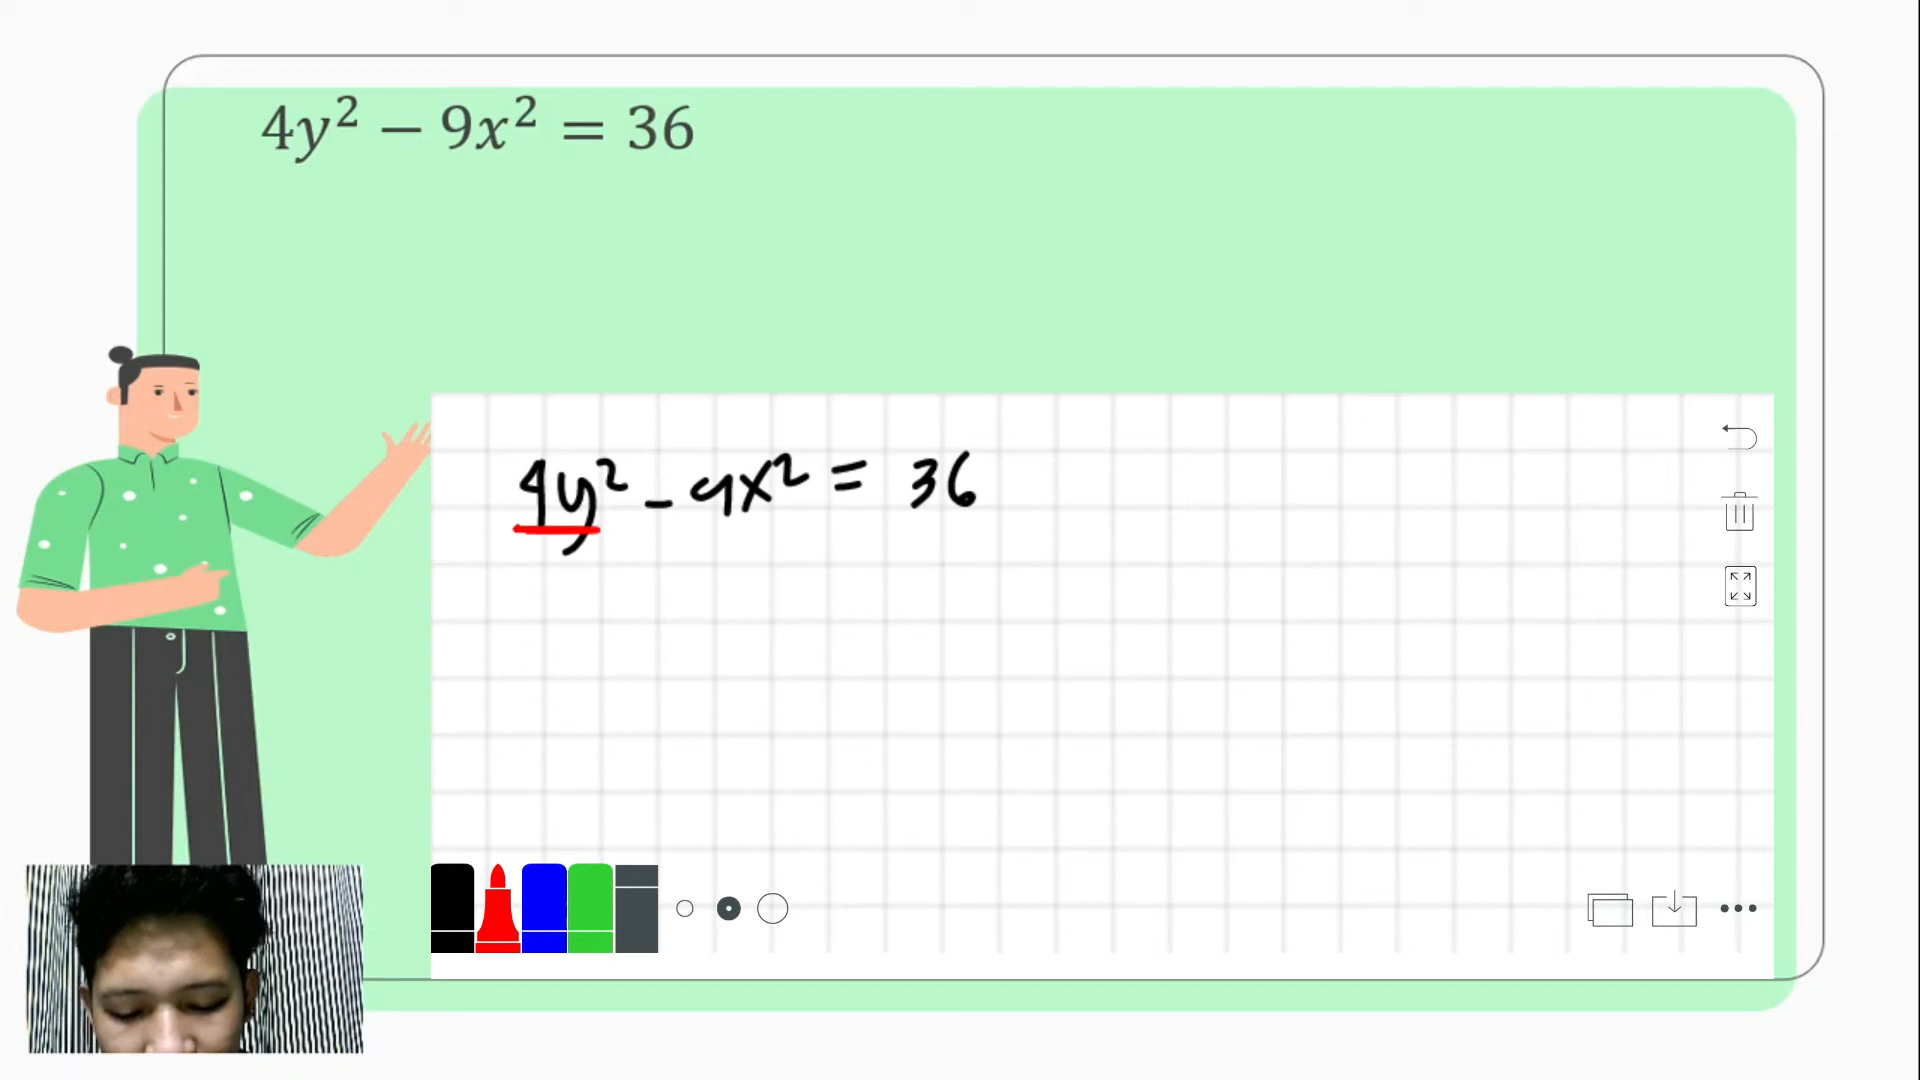 4y² − 9x² = 36
4y² - 9x² = 36